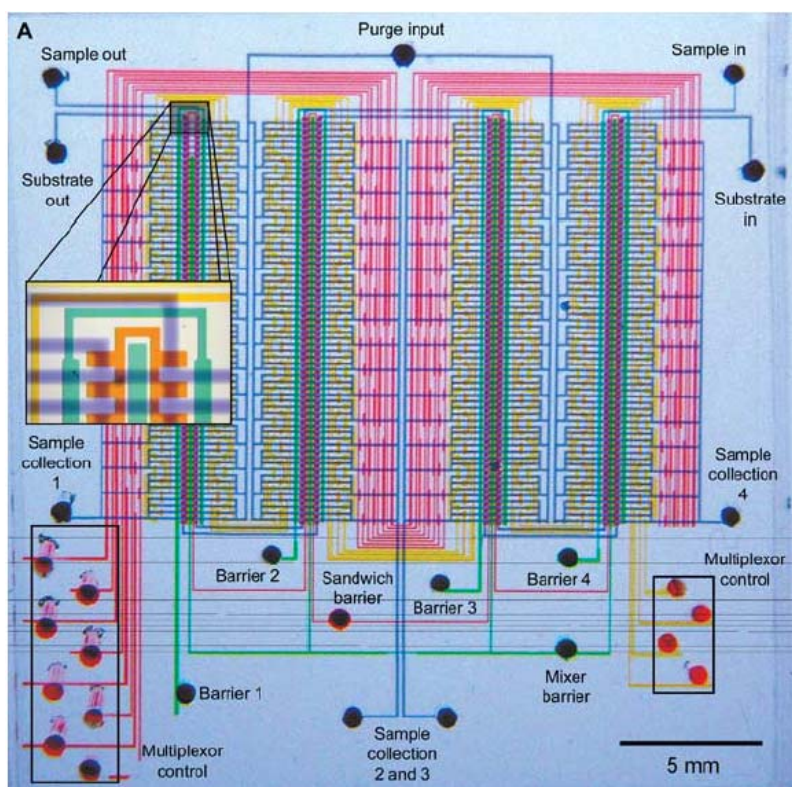 A
Purge input
Sample out
Sample in
Substrate
out
Substrate
in
Sample
collection
1
Sample
collection
4
Barrier 2
Sandwich
barrier
Barrier 3
Barrier 4
Multiplexor
control
Barrier 1
Mixer
barrier
Multiplexor
control
Sample
collection
2 and 3
5 mm